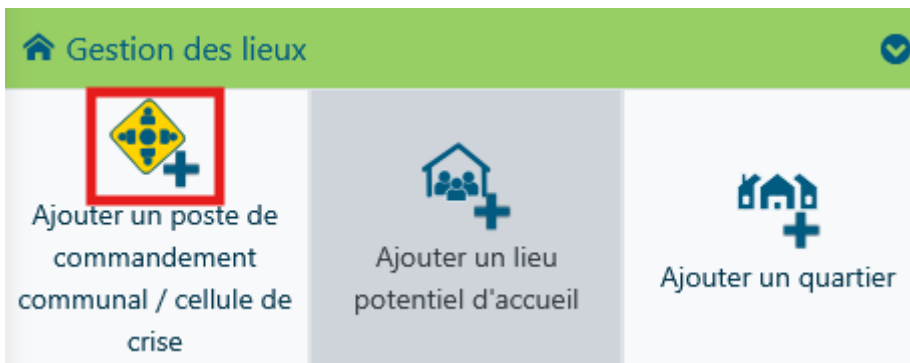 Gestion des lieux
Ajouter un poste de
commandement
communal / cellule de
crise
Ajouter un lieu
potentiel d'accueil
Ajouter un quartier